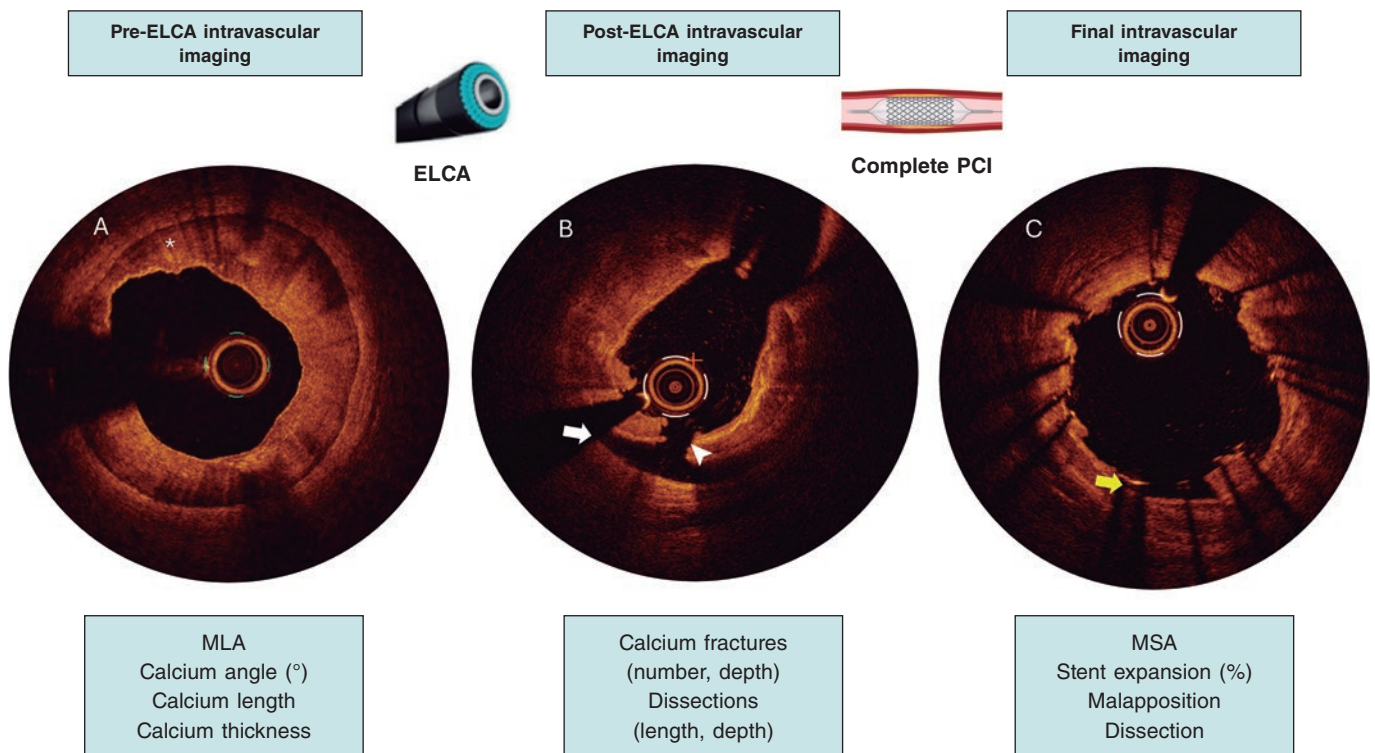 Pre-ELCA intravascular
imaging
Post-ELCA intravascular
imaging
Final intravascular
imaging
ELCA
Complete PCI
A
*
B
C
MLA
Calcium angle (°)
Calcium length
Calcium thickness
Calcium fractures
(number, depth)
Dissections
(length, depth)
MSA
Stent expansion (%)
Malapposition
Dissection